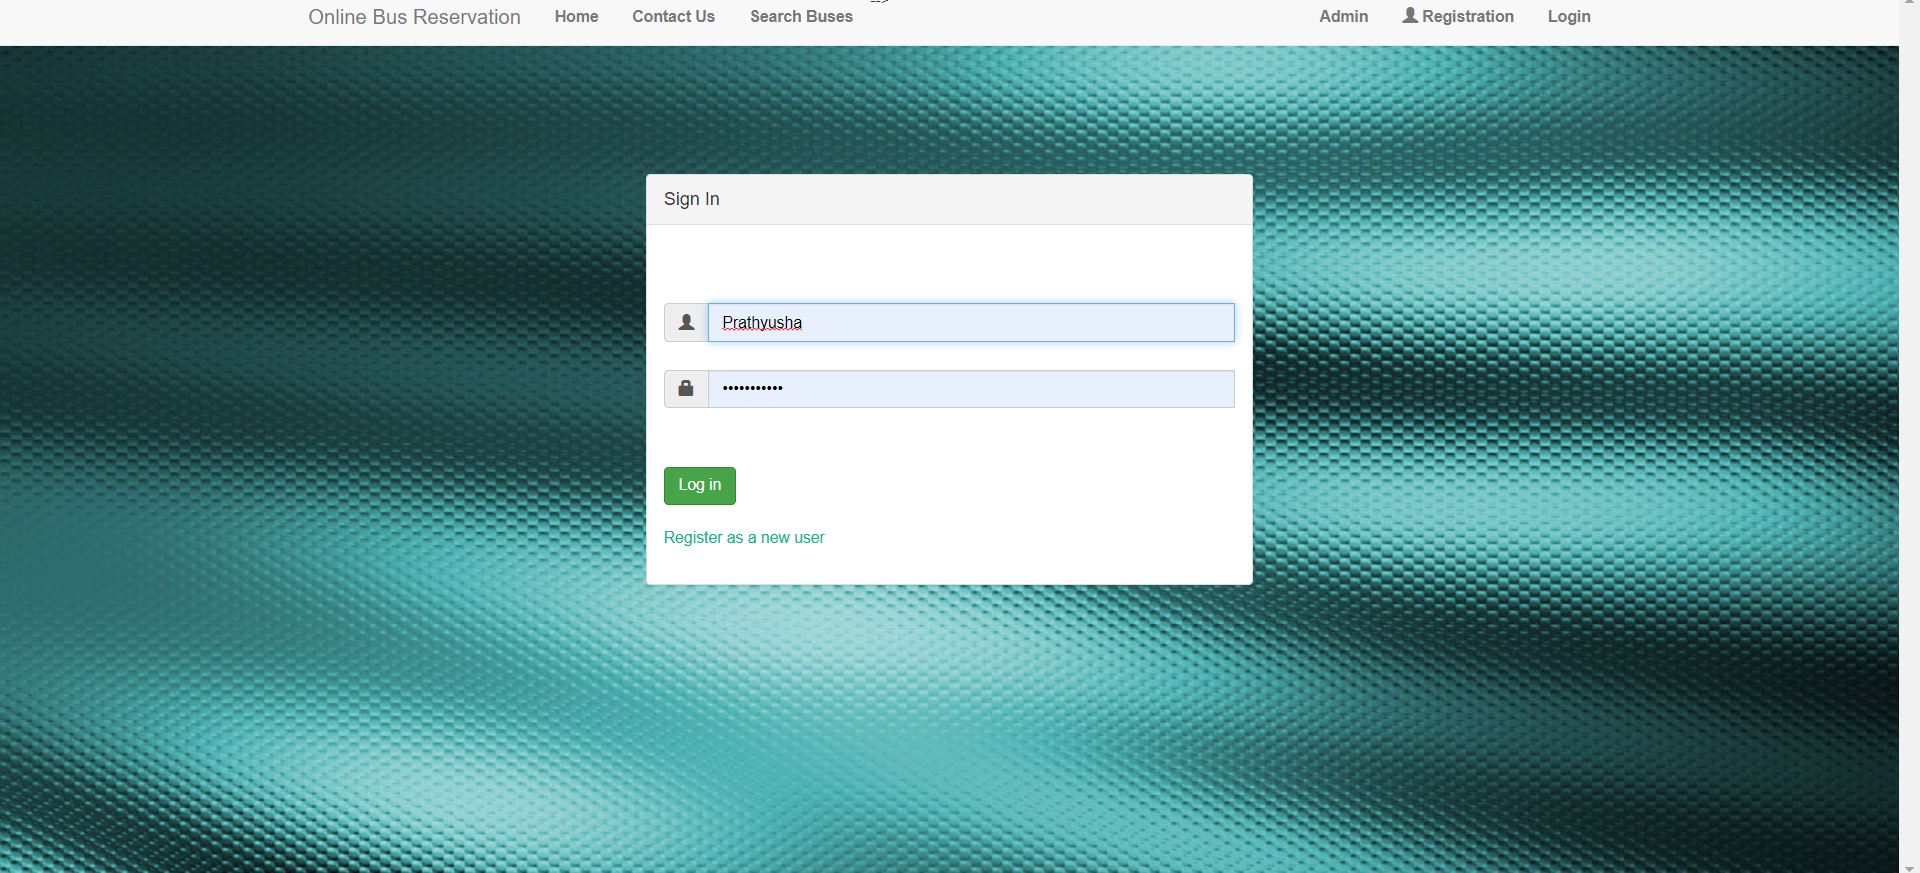 -->
Online Bus Reservation Home Contact Us Search Buses Admin Registration Login
Sign In
Prathyusha
•••••••••••
Log in
Register as a new user